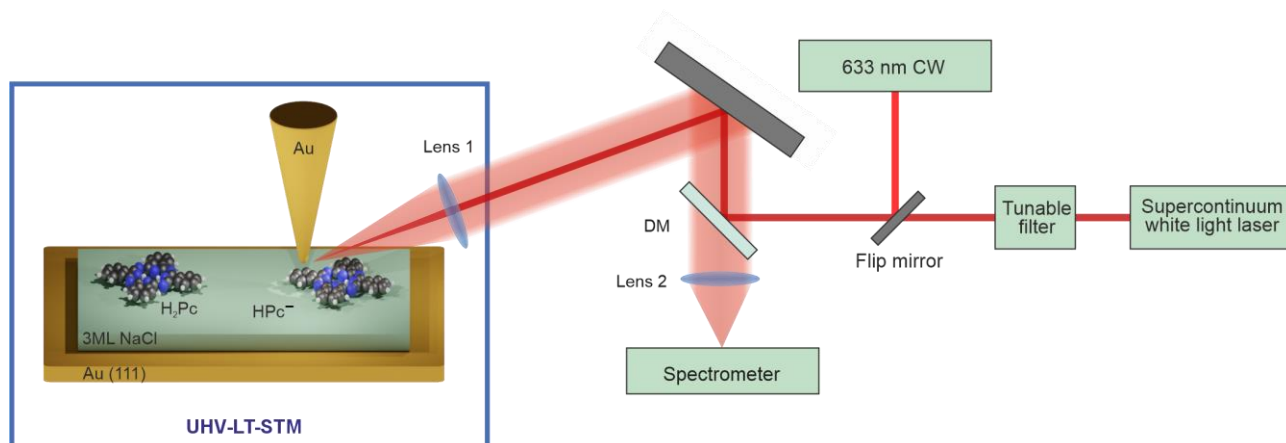 633 nm CW
Au
Lens 1
Tunable
filter
Supercontinuum
white light laser
DM
Flip mirror
Lens 2
H₂Pc
HPc⁻
3ML NaCl
Au (111)
Spectrometer
UHV-LT-STM